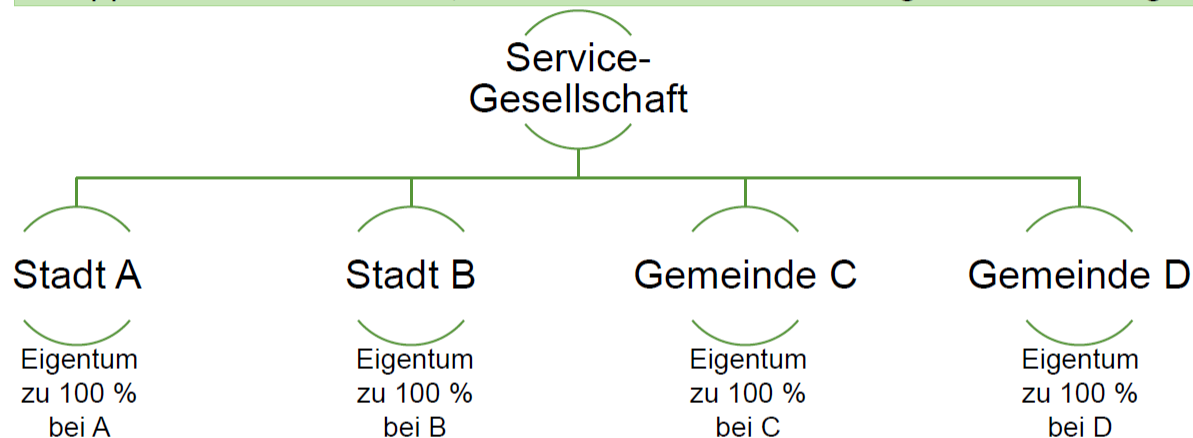 Service-
Gesellschaft
Stadt A
Stadt B
Gemeinde C
Gemeinde D
Eigentum
zu 100 %
bei A
Eigentum
zu 100 %
bei B
Eigentum
zu 100 %
bei C
Eigentum
zu 100 %
bei D